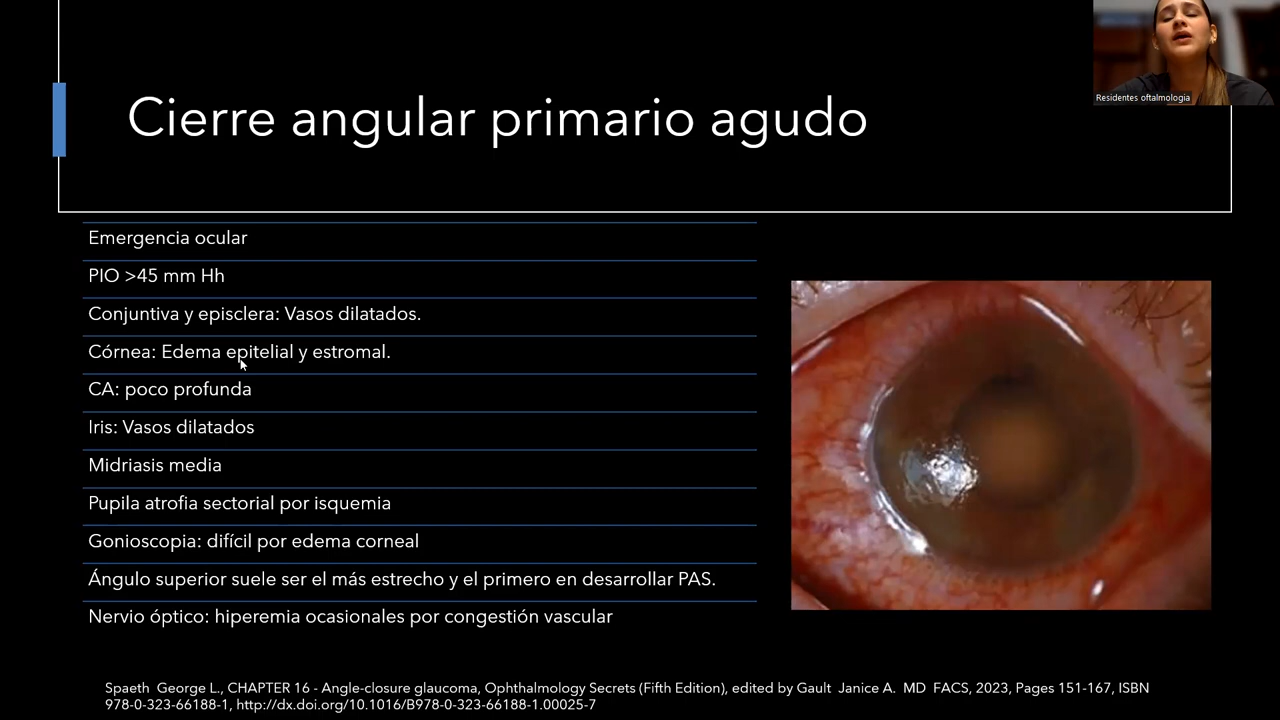 Residentes oftalmologia
Cierre angular primario agudo
Emergencia ocular
PIO >45 mm Hh
Conjuntiva y episclera: Vasos dilatados.
Córnea: Edema epitelial y estromal.
CA: poco profunda
Iris: Vasos dilatados
Midriasis media
Pupila atrofia sectorial por isquemia
Gonioscopia: difícil por edema corneal
Ángulo superior suele ser el más estrecho y el primero en desarrollar PAS.
Nervio óptico: hiperemia ocasionales por congestión vascular
Spaeth George L., CHAPTER 16 - Angle-closure glaucoma, Ophthalmology Secrets (Fifth Edition), edited by Gault Janice A. MD FACS, 2023, Pages 151-167, ISBN
978-0-323-66188-1, http://dx.doi.org/10.1016/B978-0-323-66188-1.00025-7